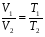 V₁/V₂ = T₁/T₂